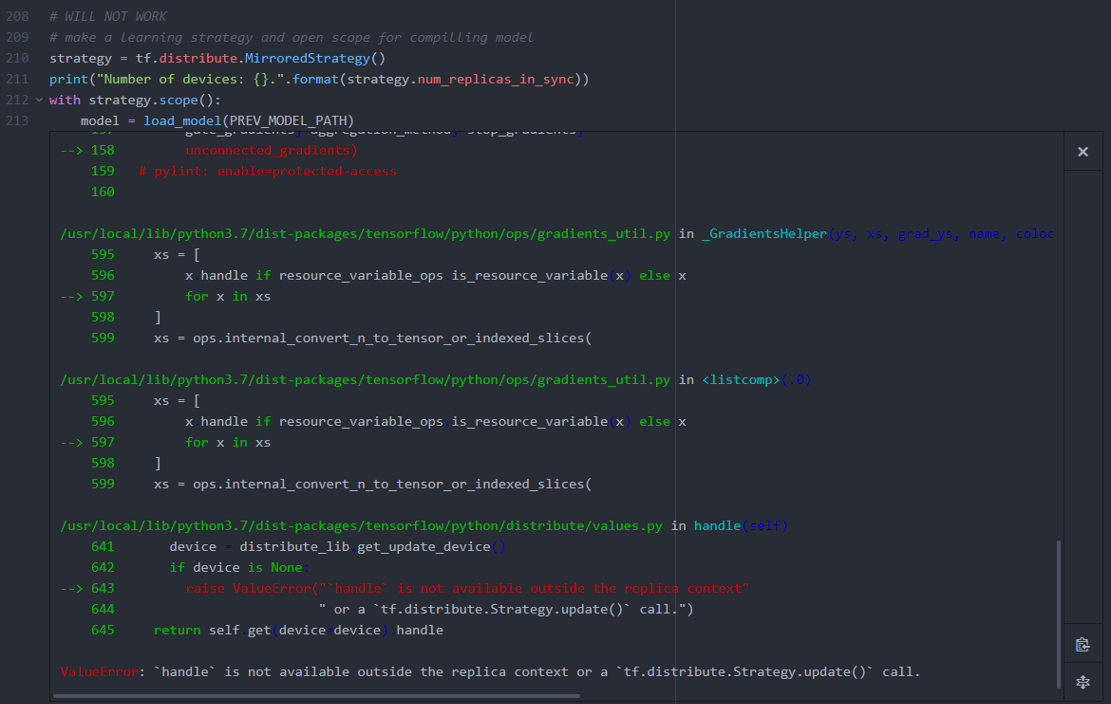 208 # WILL NOT WORK
209 # make a learning strategy and open scope for compilling model
210 strategy = tf.distribute.MirroredStrategy()
211 print("Number of devices: {}.".format(strategy.num_replicas_in_sync))
212 with strategy.scope():
213     model = load_model(PREV_MODEL_PATH)
157 gate_gradients, aggregation_method, stop_gradients,
--> 158         unconnected_gradients)
    159   # pylint: enable=protected-access
    160
/usr/local/lib/python3.7/dist-packages/tensorflow/python/ops/gradients_util.py in _GradientsHelper(ys, xs, grad_ys, name, coloc
    595     xs = [
    596         x.handle if resource_variable_ops.is_resource_variable(x) else x
--> 597         for x in xs
    598     ]
    599     xs = ops.internal_convert_n_to_tensor_or_indexed_slices(
/usr/local/lib/python3.7/dist-packages/tensorflow/python/ops/gradients_util.py in <listcomp>(.0)
    595     xs = [
    596         x.handle if resource_variable_ops.is_resource_variable(x) else x
--> 597         for x in xs
    598     ]
    599     xs = ops.internal_convert_n_to_tensor_or_indexed_slices(
/usr/local/lib/python3.7/dist-packages/tensorflow/python/distribute/values.py in handle(self)
    641       device = distribute_lib.get_update_device()
    642       if device is None:
--> 643         raise ValueError("`handle` is not available outside the replica context"
    644                          " or a `tf.distribute.Strategy.update()` call.")
    645     return self.get(device=device).handle
ValueError: `handle` is not available outside the replica context or a `tf.distribute.Strategy.update()` call.